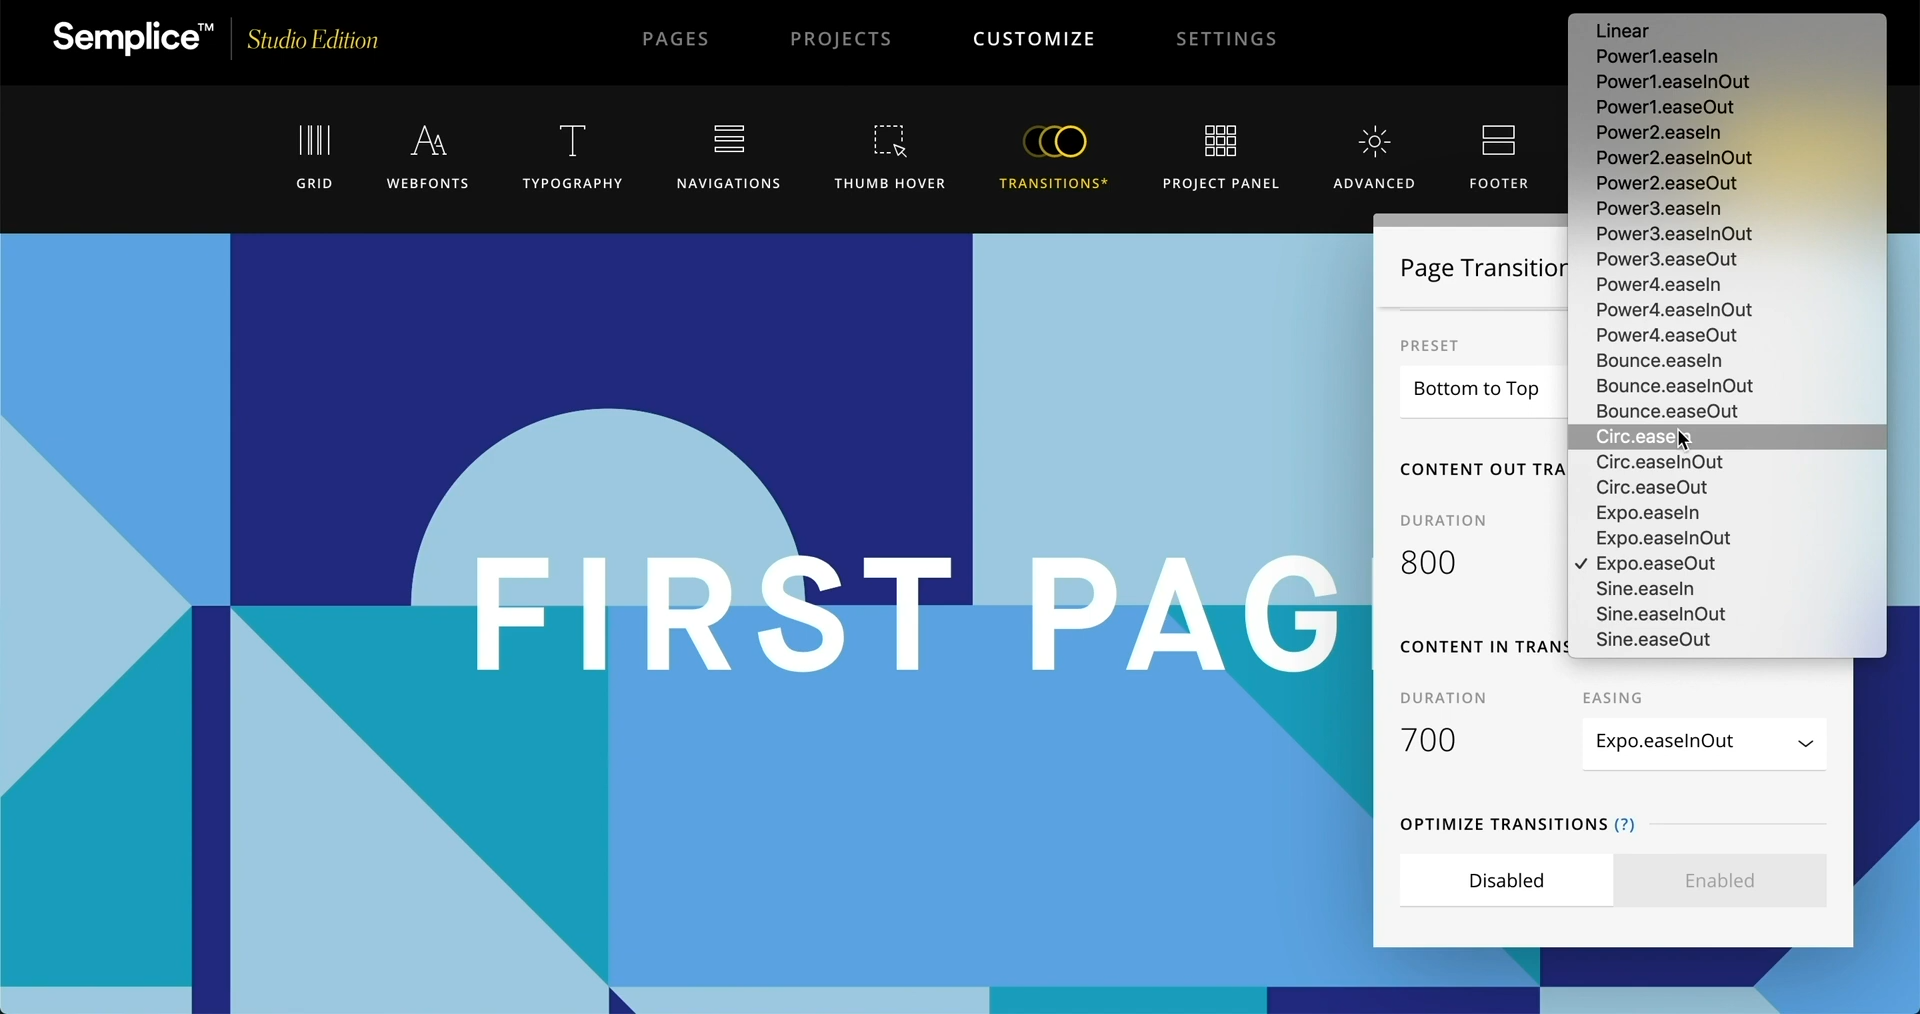 Semplice™ Studio Edition
PAGES PROJECTS CUSTOMIZE SETTINGS
GRID WEBFONTS TYPOGRAPHY NAVIGATIONS THUMB HOVER TRANSITIONS* PROJECT PANEL ADVANCED FOOTER
Linear
Power1.easeIn
Power1.easeInOut
Power1.easeOut
Power2.easeIn
Power2.easeInOut
Power2.easeOut
Power3.easeIn
Power3.easeInOut
Power3.easeOut
Power4.easeIn
Power4.easeInOut
Power4.easeOut
Bounce.easeIn
Bounce.easeInOut
Bounce.easeOut
Circ.easeIn
Circ.easeInOut
Circ.easeOut
Expo.easeIn
Expo.easeInOut
✓ Expo.easeOut
Sine.easeIn
Sine.easeInOut
Sine.easeOut
Page Transition
PRESET
Bottom to Top
CONTENT OUT TRA
DURATION
800
CONTENT IN TRANS
DURATION EASING
700 Expo.easeInOut
OPTIMIZE TRANSITIONS (?)
Disabled Enabled
FIRST PAG